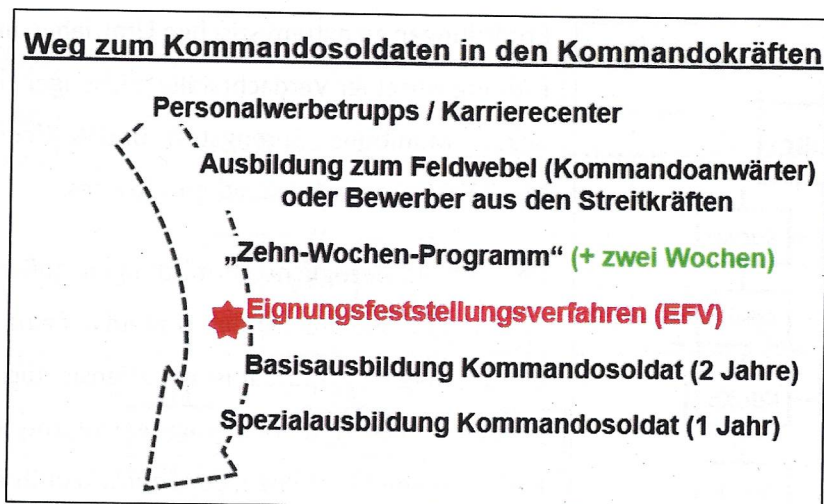 Weg zum Kommandosoldaten in den Kommandokräften
Personalwerbetrupps / Karrierecenter
Ausbildung zum Feldwebel (Kommandoanwärter)
oder Bewerber aus den Streitkräften
„Zehn-Wochen-Programm“ (+ zwei Wochen)
Eignungsfeststellungsverfahren (EFV)
Basisausbildung Kommandosoldat (2 Jahre)
Spezialausbildung Kommandosoldat (1 Jahr)